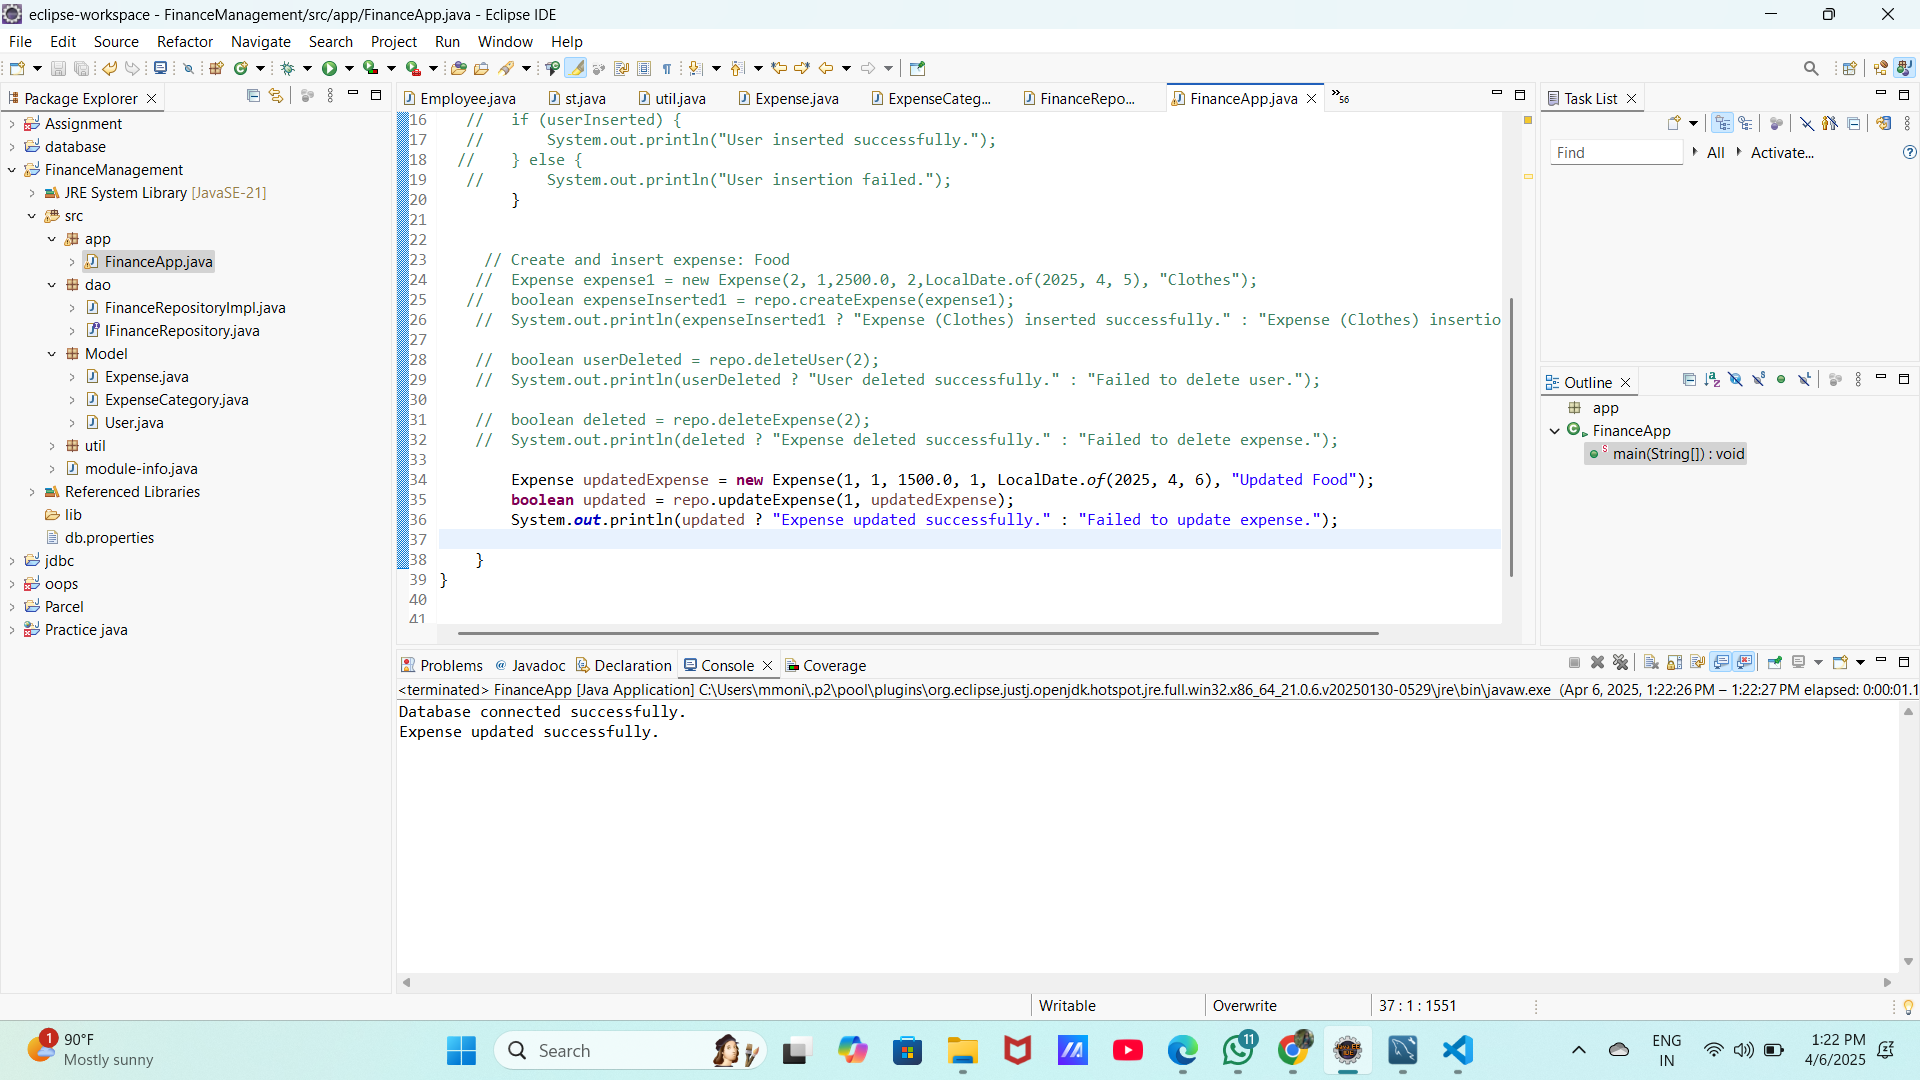 eclipse-workspace - FinanceManagement/src/app/FinanceApp.java - Eclipse IDE
File Edit Source Refactor Navigate Search Project Run Window Help
Package Explorer
Assignment
database
FinanceManagement
JRE System Library [JavaSE-21]
src
app
FinanceApp.java
dao
FinanceRepositoryImpl.java
IFinanceRepository.java
Model
Expense.java
ExpenseCategory.java
User.java
util
module-info.java
Referenced Libraries
lib
db.properties
jdbc
oops
Parcel
Practice java
Employee.java st.java util.java Expense.java ExpenseCateg... FinanceRepo... FinanceApp.java 56
16 // if (userInserted) {
17 // System.out.println("User inserted successfully.");
18 // } else {
19 // System.out.println("User insertion failed.");
20 }
21
22
23 // Create and insert expense: Food
24 // Expense expense1 = new Expense(2, 1,2500.0, 2,LocalDate.of(2025, 4, 5), "Clothes");
25 // boolean expenseInserted1 = repo.createExpense(expense1);
26 // System.out.println(expenseInserted1 ? "Expense (Clothes) inserted successfully." : "Expense (Clothes) insertio
27
28 // boolean userDeleted = repo.deleteUser(2);
29 // System.out.println(userDeleted ? "User deleted successfully." : "Failed to delete user.");
30
31 // boolean deleted = repo.deleteExpense(2);
32 // System.out.println(deleted ? "Expense deleted successfully." : "Failed to delete expense.");
33
34 Expense updatedExpense = new Expense(1, 1, 1500.0, 1, LocalDate.of(2025, 4, 6), "Updated Food");
35 boolean updated = repo.updateExpense(1, updatedExpense);
36 System.out.println(updated ? "Expense updated successfully." : "Failed to update expense.");
37
38 }
39 }
40
41
Task List
Find All Activate...
Outline
app
FinanceApp
main(String[]) : void
Problems Javadoc Declaration Console Coverage
<terminated> FinanceApp [Java Application] C:\Users\mmoni\.p2\pool\plugins\org.eclipse.justj.openjdk.hotspot.jre.full.win32.x86_64_21.0.6.v20250130-0529\jre\bin\javaw.exe (Apr 6, 2025, 1:22:26 PM – 1:22:27 PM elapsed: 0:00:01.1
Database connected successfully.
Expense updated successfully.
Writable Overwrite 37 : 1 : 1551
1
90°F
Mostly sunny
Search
11
ENG
IN
1:22 PM
4/6/2025